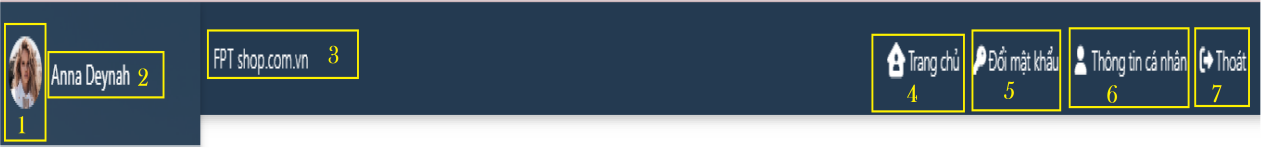 1
Anna Deynah 2
FPT shop.com.vn 3
Trang chủ
4
Đổi mật khẩu
5
Thông tin cá nhân
6
Thoát
7